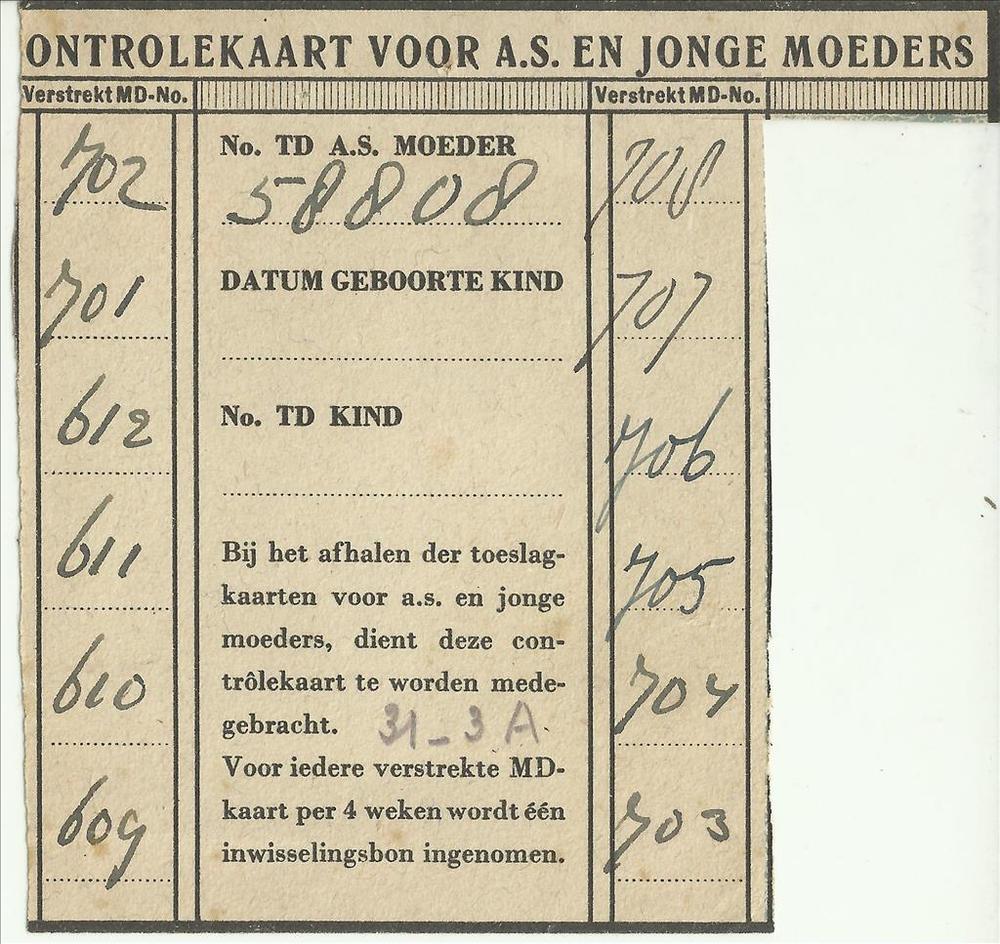 ONTROLEKAART VOOR A.S. EN JONGE MOEDERS
Verstrekt MD-No.
702
701
612
611
610
609
No. TD A.S. MOEDER
58808
DATUM GEBOORTE KIND
No. TD KIND
Bij het afhalen der toeslag-
kaarten voor a.s. en jonge
moeders, dient deze con-
trôlekaart te worden mede-
gebracht. 31-3 A.
Voor iedere verstrekte MD-
kaart per 4 weken wordt één
inwisselingsbon ingenomen.
Verstrekt MD-No.
708
707
706
705
704
703